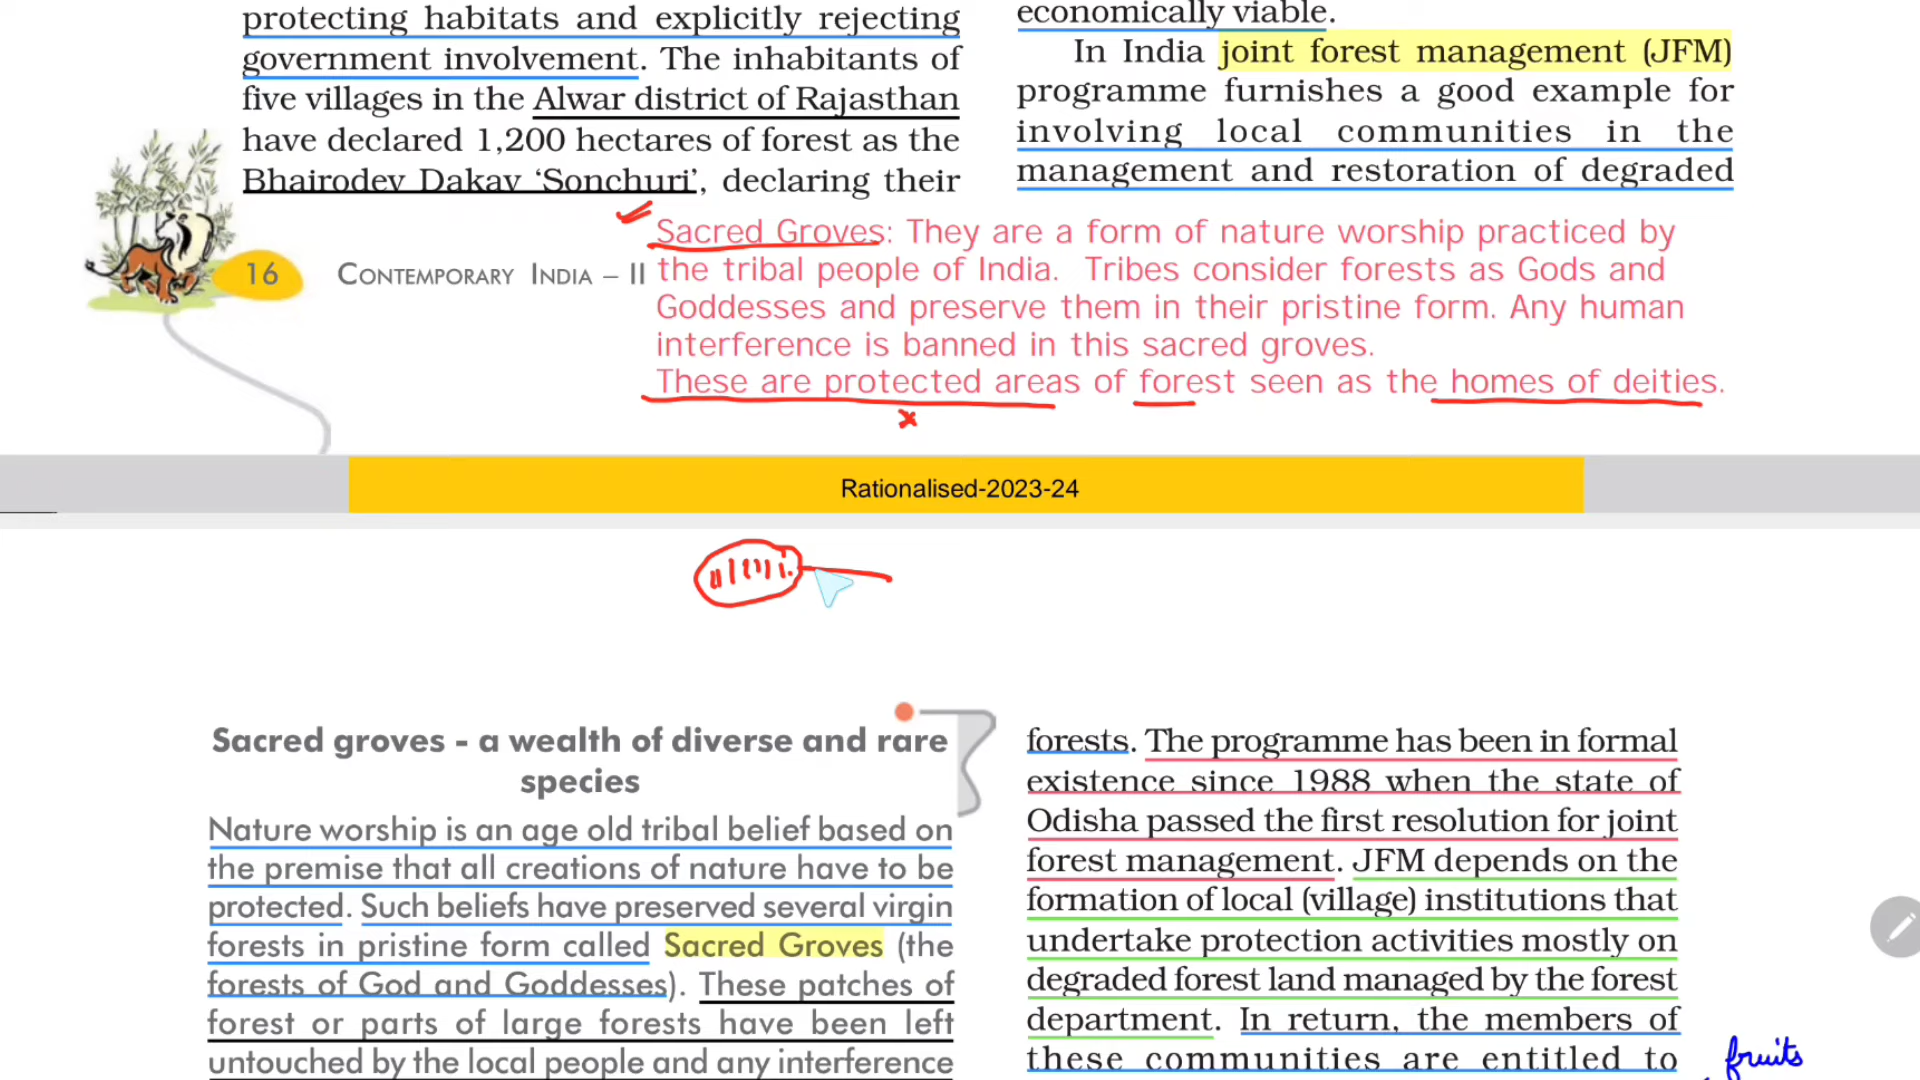 protecting habitats and explicitly rejecting
government involvement. The inhabitants of
five villages in the Alwar district of Rajasthan
have declared 1,200 hectares of forest as the
Bhairodev Dakav ‘Sonchuri’, declaring their
economically viable.
In India joint forest management (JFM)
programme furnishes a good example for
involving local communities in the
management and restoration of degraded
16 CONTEMPORARY INDIA – II
Sacred Groves: They are a form of nature worship practiced by
the tribal people of India. Tribes consider forests as Gods and
Goddesses and preserve them in their pristine form. Any human
interference is banned in this sacred groves.
These are protected areas of forest seen as the homes of deities.
Rationalised-2023-24
Sacred groves - a wealth of diverse and rare
species
Nature worship is an age old tribal belief based on
the premise that all creations of nature have to be
protected. Such beliefs have preserved several virgin
forests in pristine form called Sacred Groves (the
forests of God and Goddesses). These patches of
forest or parts of large forests have been left
untouched by the local people and any interference
forests. The programme has been in formal
existence since 1988 when the state of
Odisha passed the first resolution for joint
forest management. JFM depends on the
formation of local (village) institutions that
undertake protection activities mostly on
degraded forest land managed by the forest
department. In return, the members of
these communities are entitled to
fruits